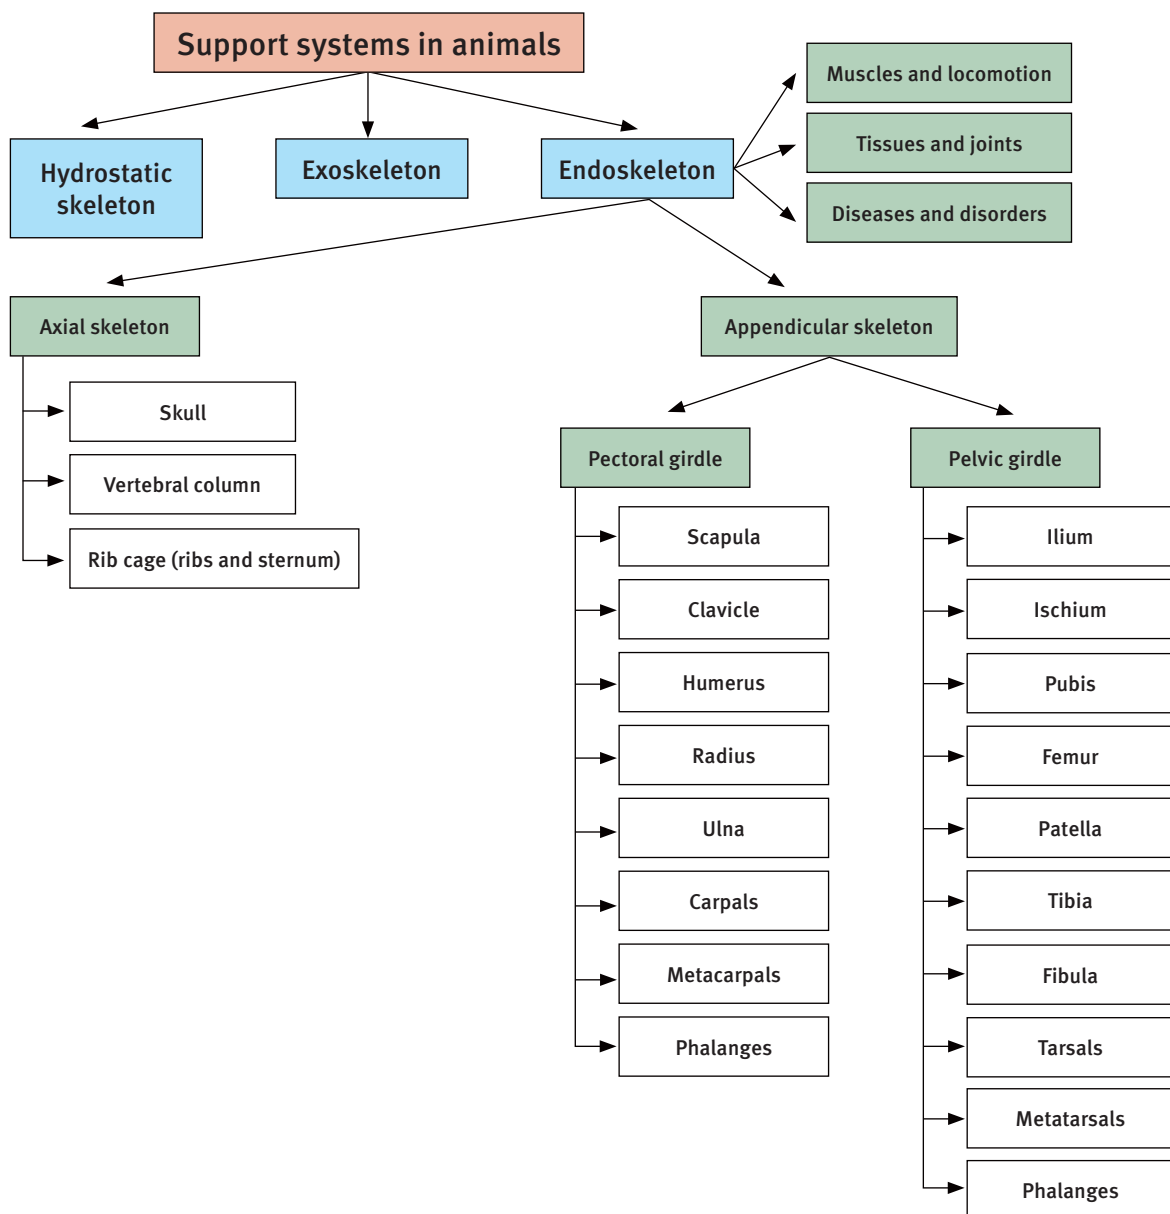 Support systems in animals
Muscles and locomotion
Tissues and joints
Diseases and disorders
Hydrostatic
skeleton
Exoskeleton
Endoskeleton
Axial skeleton
Skull
Vertebral column
Rib cage (ribs and sternum)
Appendicular skeleton
Pectoral girdle
Scapula
Clavicle
Humerus
Radius
Ulna
Carpals
Metacarpals
Phalanges
Pelvic girdle
Ilium
Ischium
Pubis
Femur
Patella
Tibia
Fibula
Tarsals
Metatarsals
Phalanges